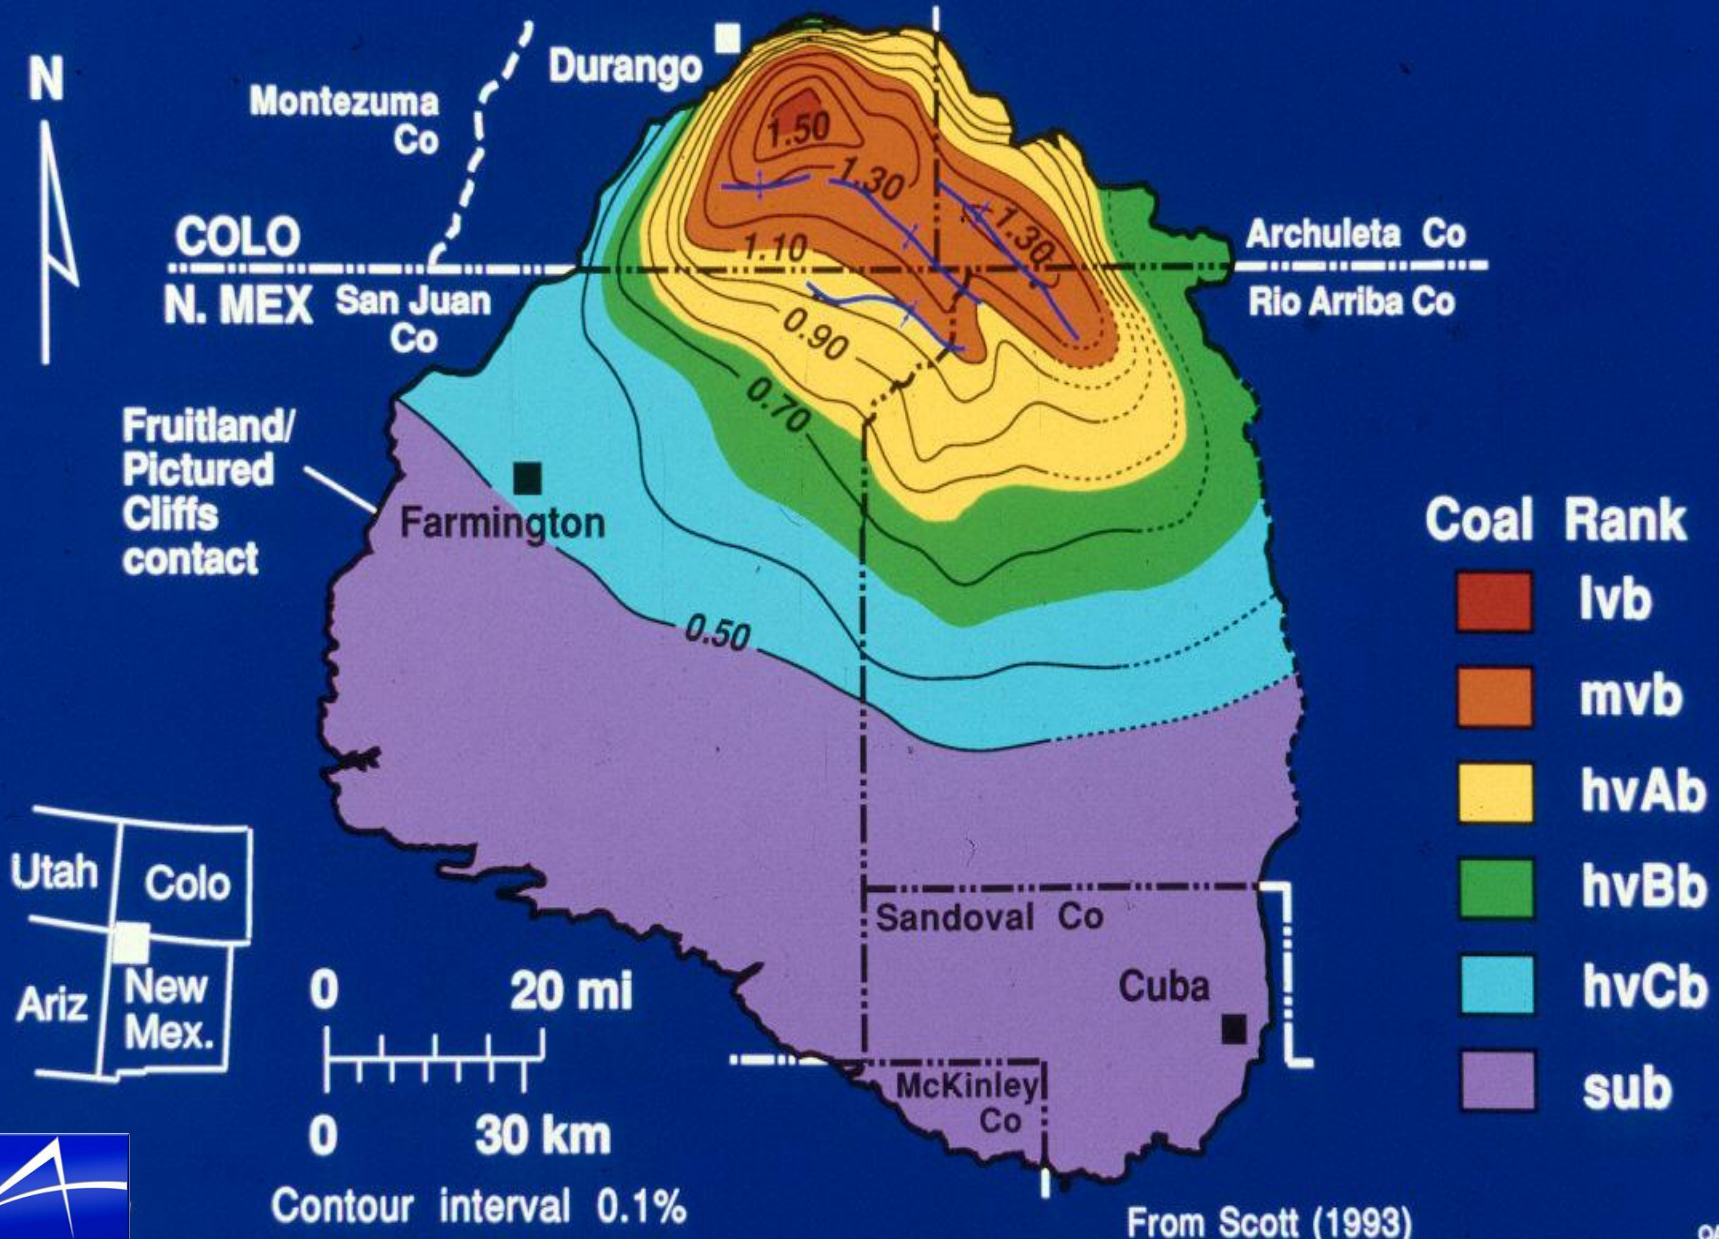 N
Durango
Montezuma
Co
COLO
N. MEX
San Juan
Co
Archuleta Co
Rio Arriba Co
1.50
1.30
1.30
1.10
0.90
0.70
0.50
Fruitland/
Pictured
Cliffs
contact
Farmington
Coal Rank
lvb
mvb
hvAb
hvBb
hvCb
sub
Utah
Colo
Ariz
New
Mex.
Sandoval Co
Cuba
McKinley
Co
0 20 mi
0 30 km
Contour interval 0.1%
From Scott (1993)